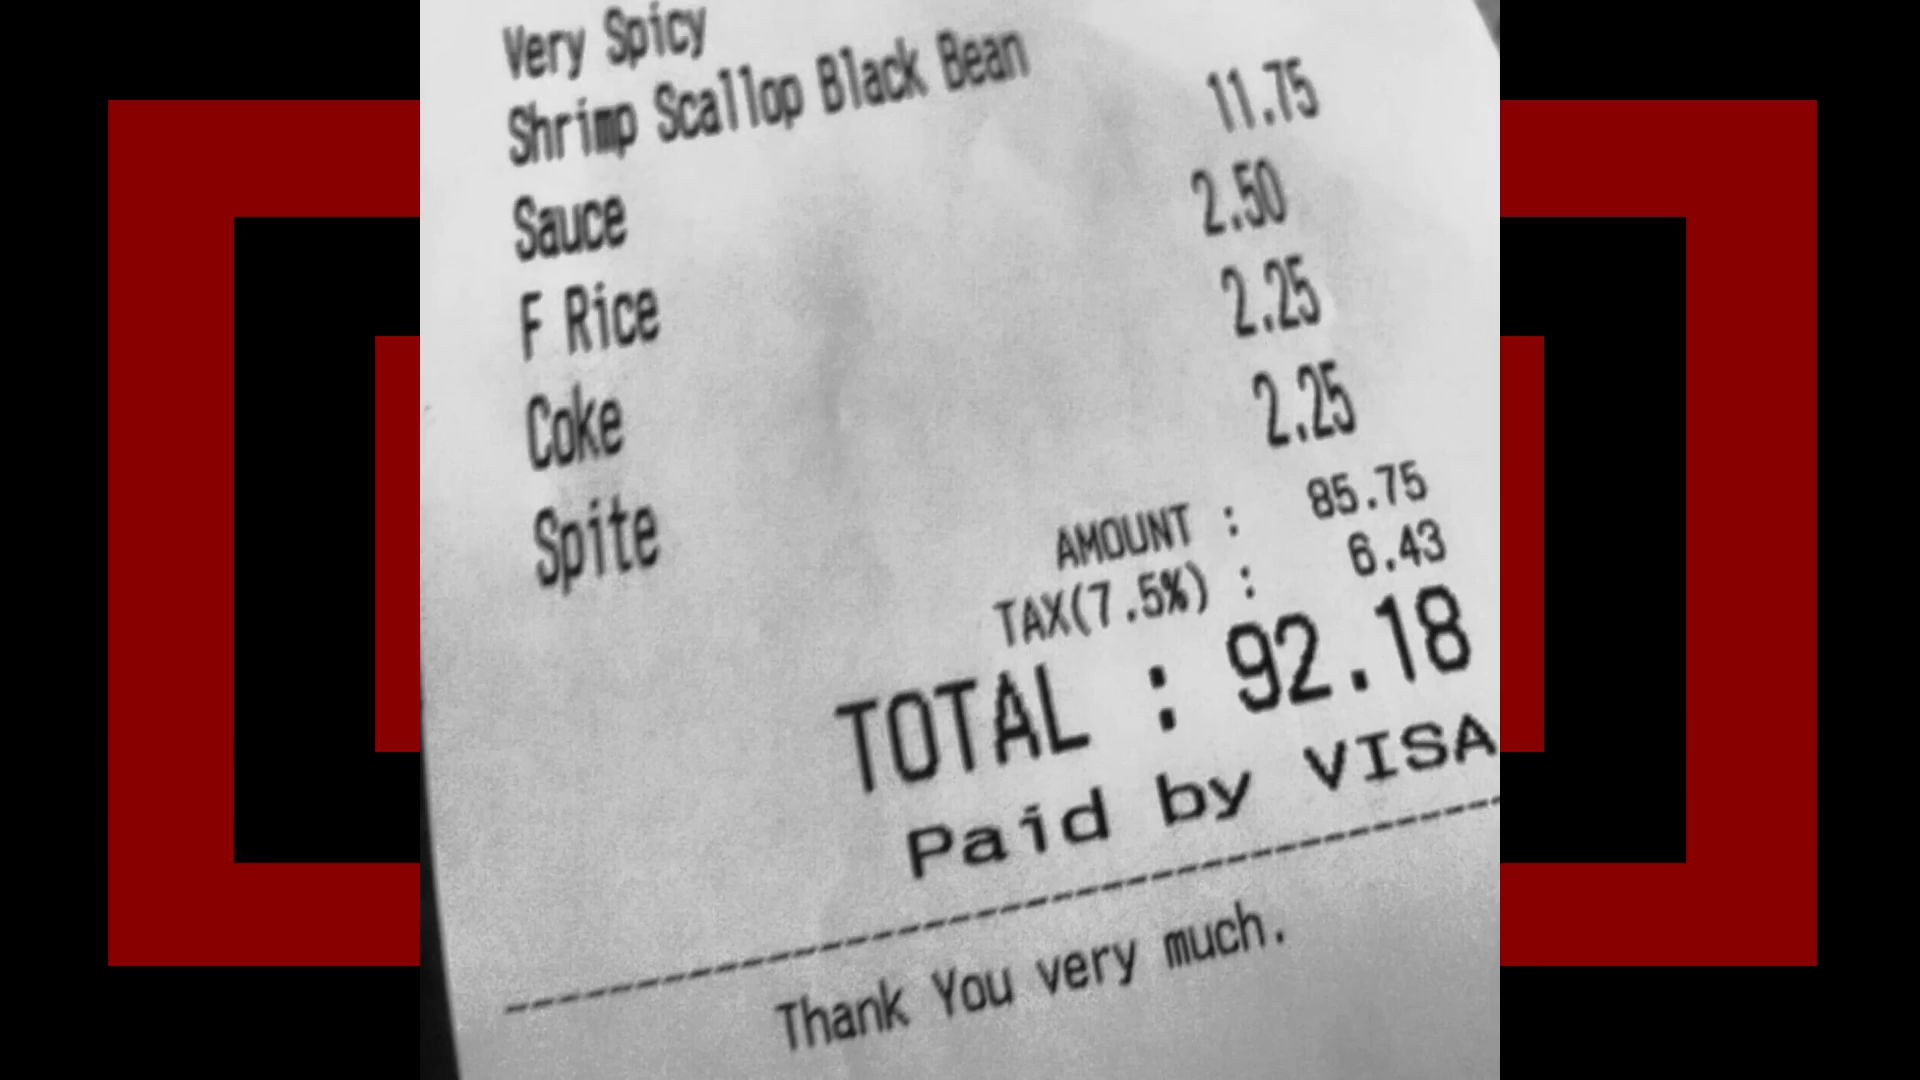 Very Spicy
Shrimp Scallop Black Bean
Sauce 11.75
F Rice 2.50
Coke 2.25
Spite 2.25
AMOUNT : 85.75
TAX(7.5%) : 6.43
TOTAL : 92.18
Paid by VISA
Thank You very much.